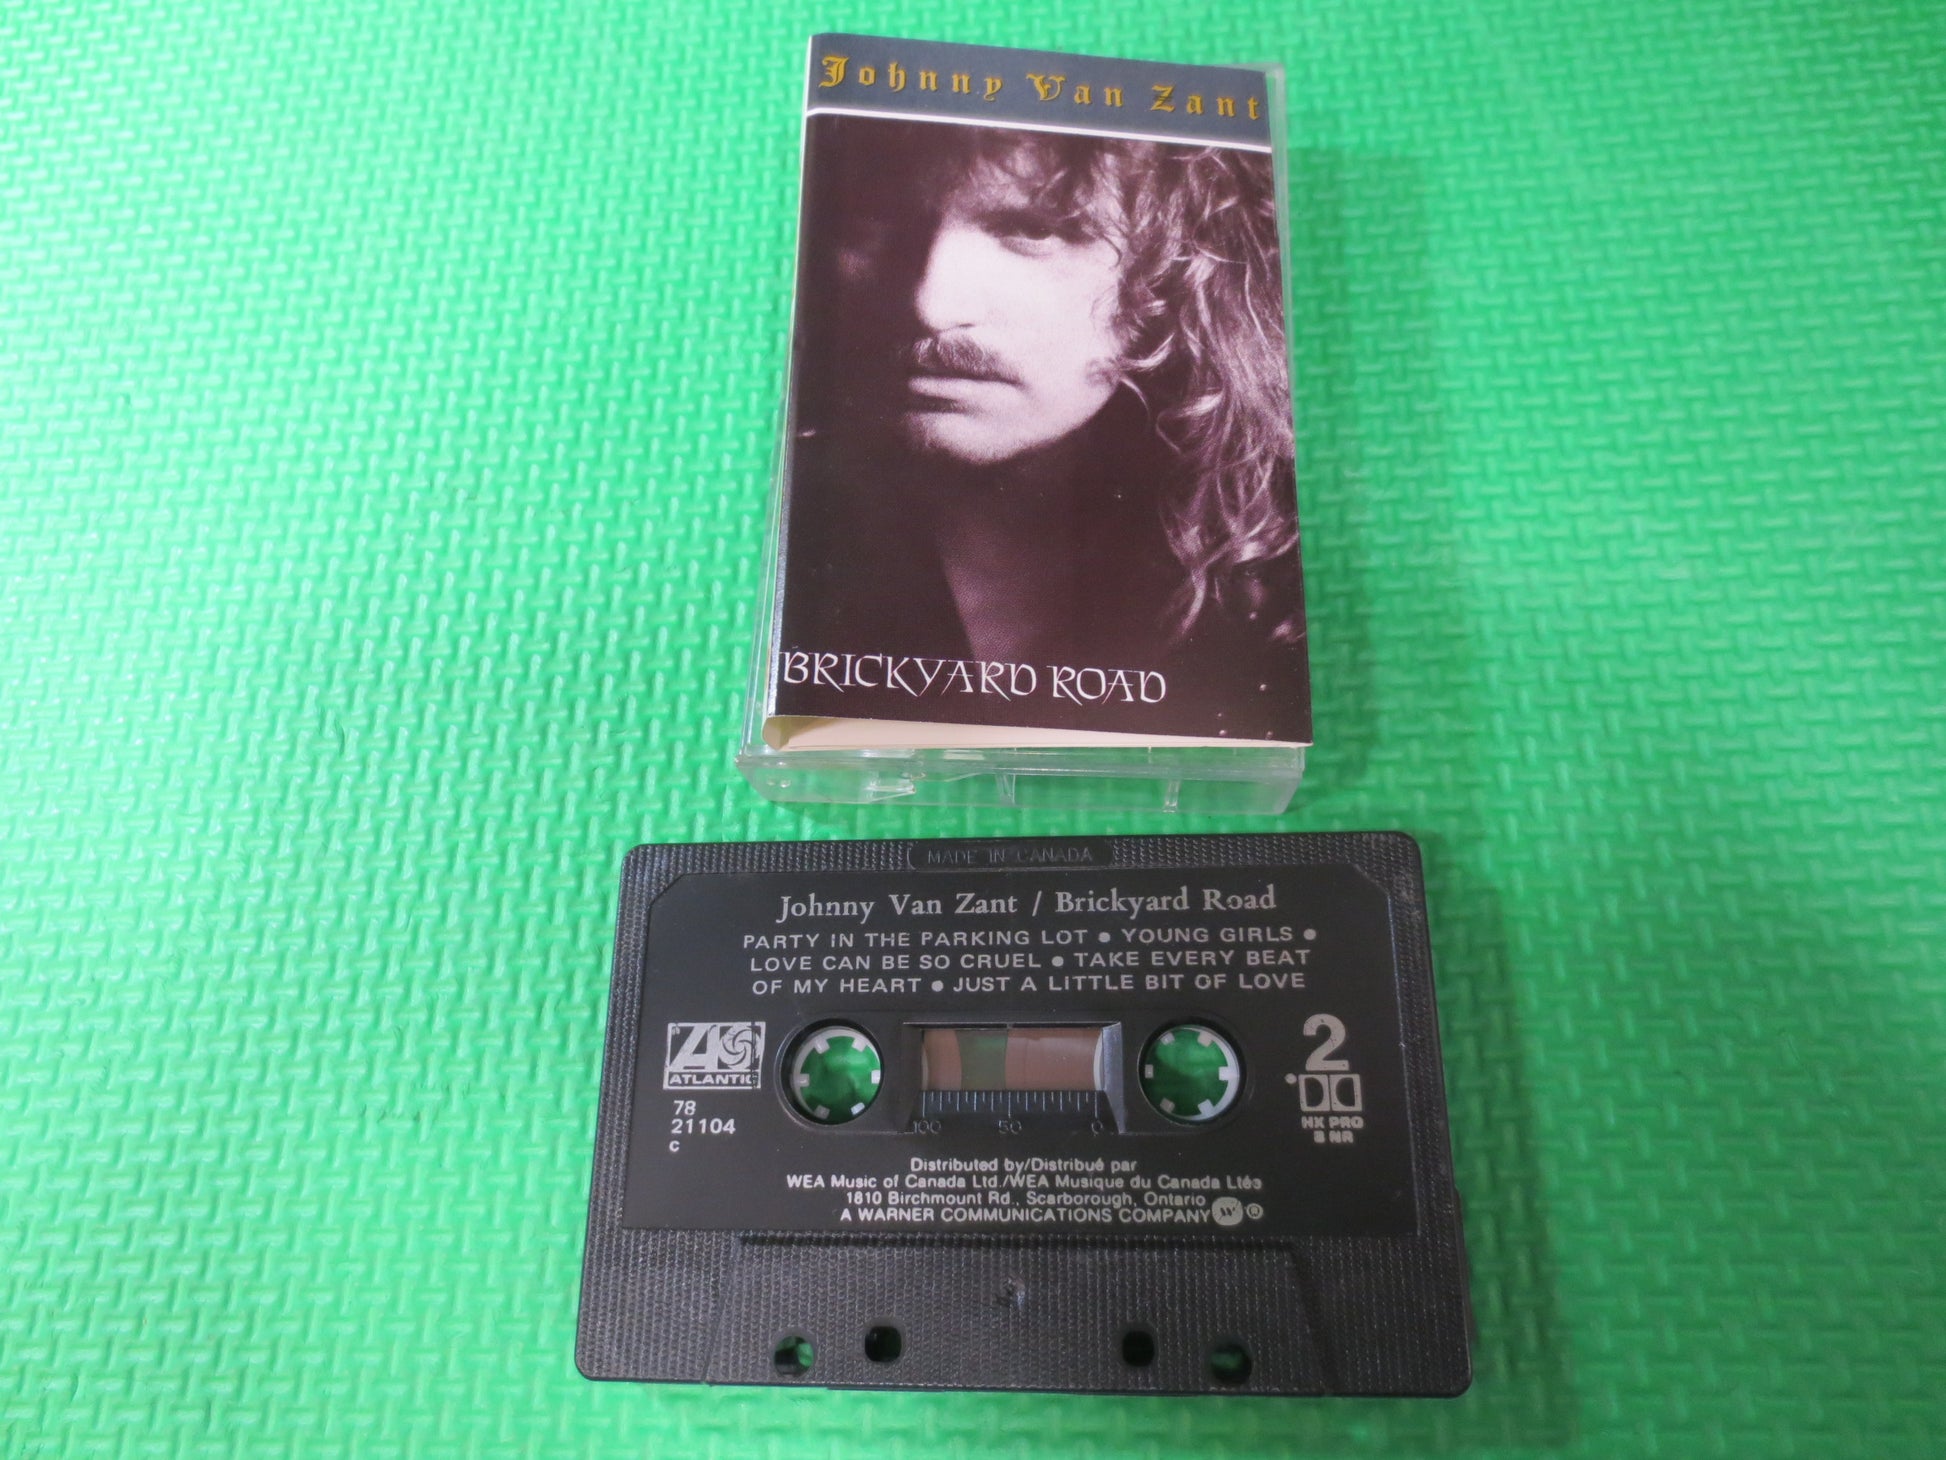 Johnny Van Zant
BRICKYARD ROAD
MADE IN CANADA
Johnny Van Zant / Brickyard Road
PARTY IN THE PARKING LOT • YOUNG GIRLS •
LOVE CAN BE SO CRUEL • TAKE EVERY BEAT
OF MY HEART • JUST A LITTLE BIT OF LOVE
ATLANTIC
78
21104
C
2
HX PRO
B NR
100 50 0
Distributed by/Distribué par
WEA Music of Canada Ltd./WEA Musique du Canada Ltée
1810 Birchmount Rd., Scarborough, Ontario
A WARNER COMMUNICATIONS COMPANY W ®